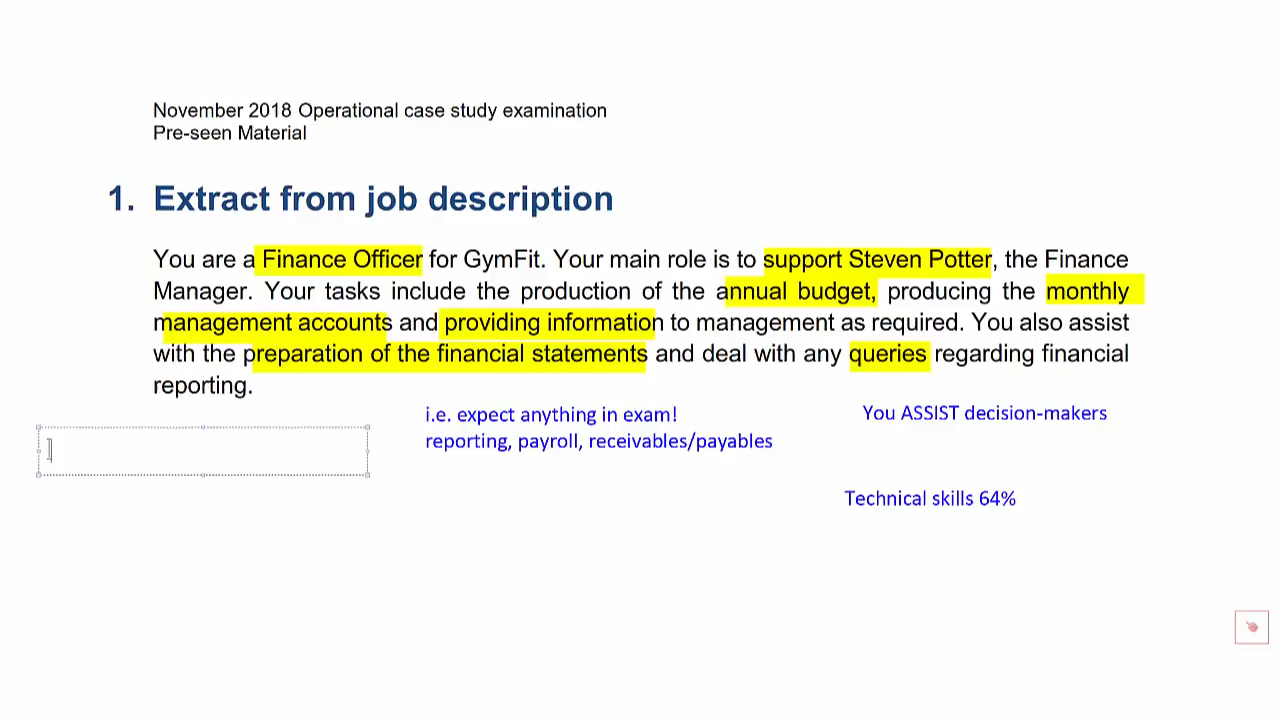 November 2018 Operational case study examination
Pre-seen Material
1. Extract from job description
You are a Finance Officer for GymFit. Your main role is to support Steven Potter, the Finance
Manager. Your tasks include the production of the annual budget, producing the monthly
management accounts and providing information to management as required. You also assist
with the preparation of the financial statements and deal with any queries regarding financial
reporting.
i.e. expect anything in exam!
reporting, payroll, receivables/payables
You ASSIST decision-makers
Technical skills 64%